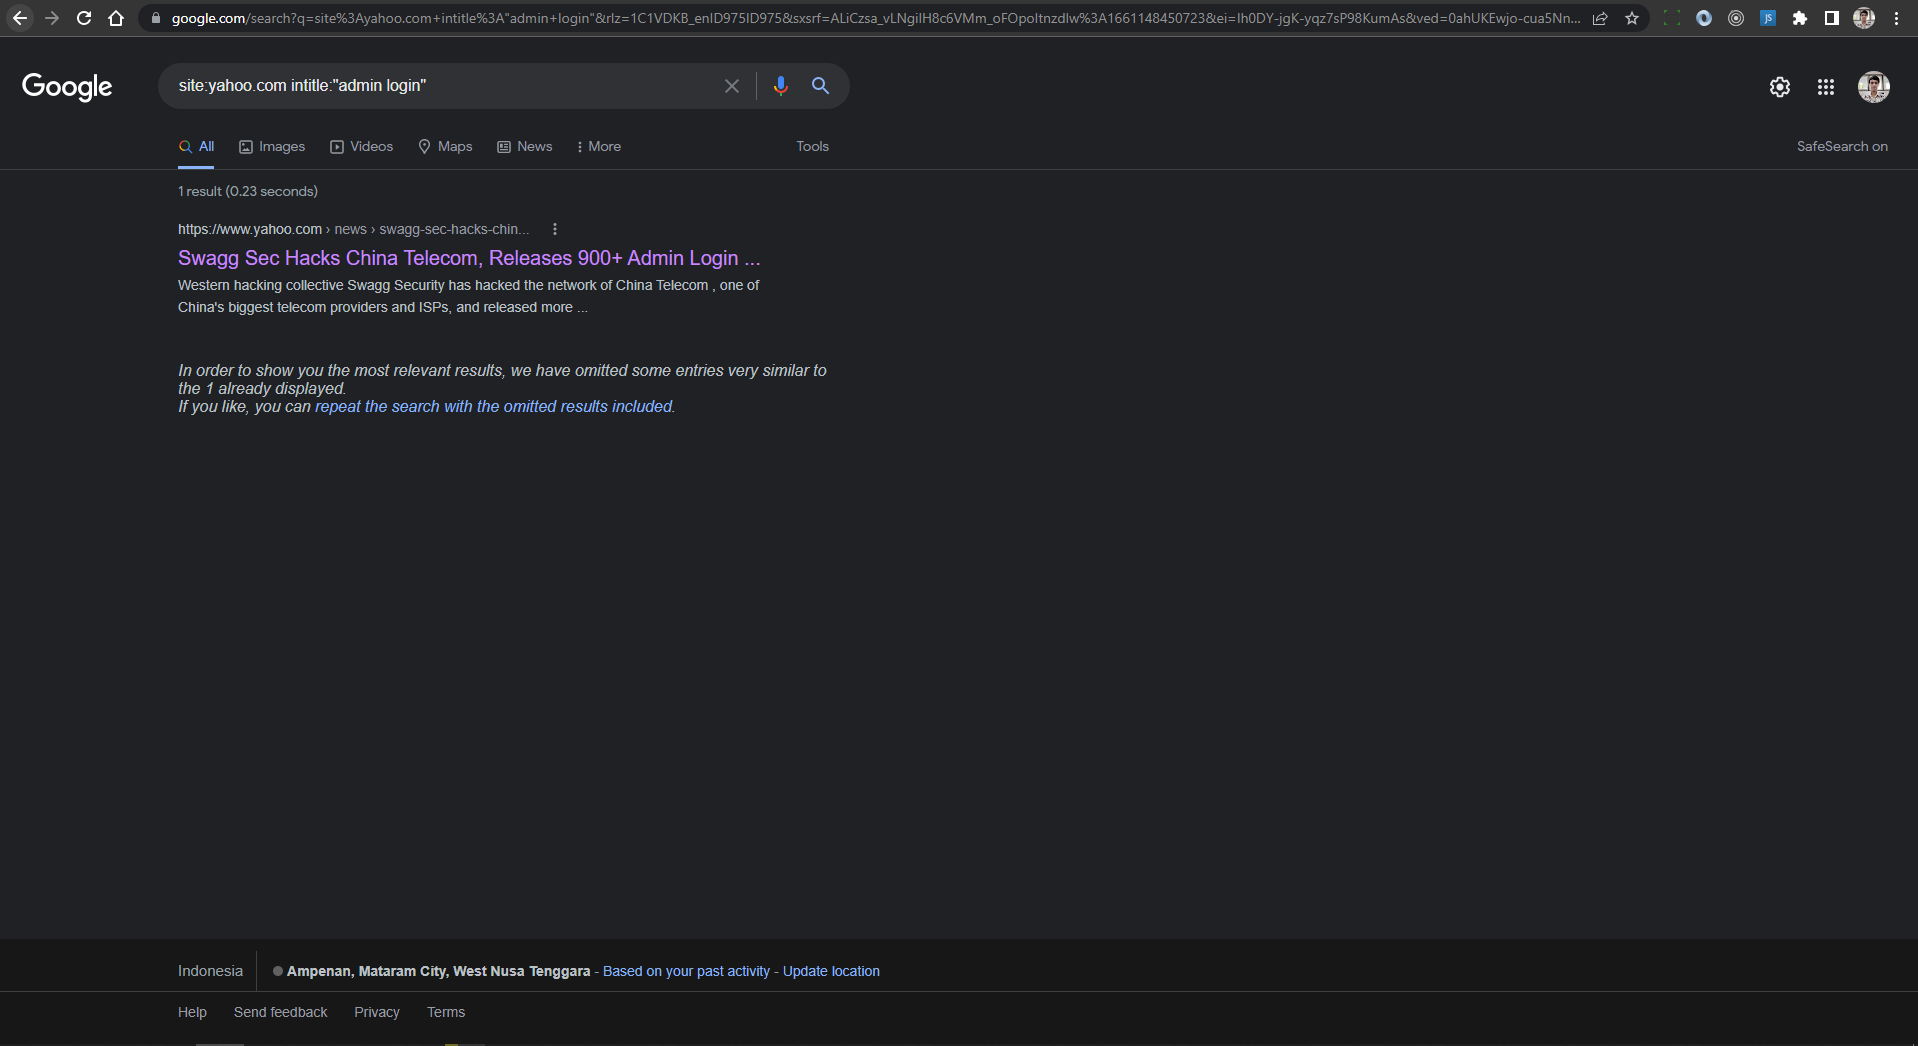 google.com/search?q=site%3Ayahoo.com+intitle%3A"admin+login"&rlz=1C1VDKB_enID975ID975&sxsrf=ALiCzsa_vLNgiIH8c6VMm_oFOpoItnzdIw%3A1661148450723&ei=Ih0DY-jgK-yqz7sP98KumAs&ved=0ahUKEwjo-cua5Nn...
JS
Google
site:yahoo.com intitle:"admin login"
All Images Videos Maps News More Tools SafeSearch on
1 result (0.23 seconds)
https://www.yahoo.com › news › swagg-sec-hacks-chin...
Swagg Sec Hacks China Telecom, Releases 900+ Admin Login ...
Western hacking collective Swagg Security has hacked the network of China Telecom , one of
China's biggest telecom providers and ISPs, and released more ...
In order to show you the most relevant results, we have omitted some entries very similar to
the 1 already displayed.
If you like, you can repeat the search with the omitted results included.
Indonesia Ampenan, Mataram City, West Nusa Tenggara - Based on your past activity - Update location
Help Send feedback Privacy Terms